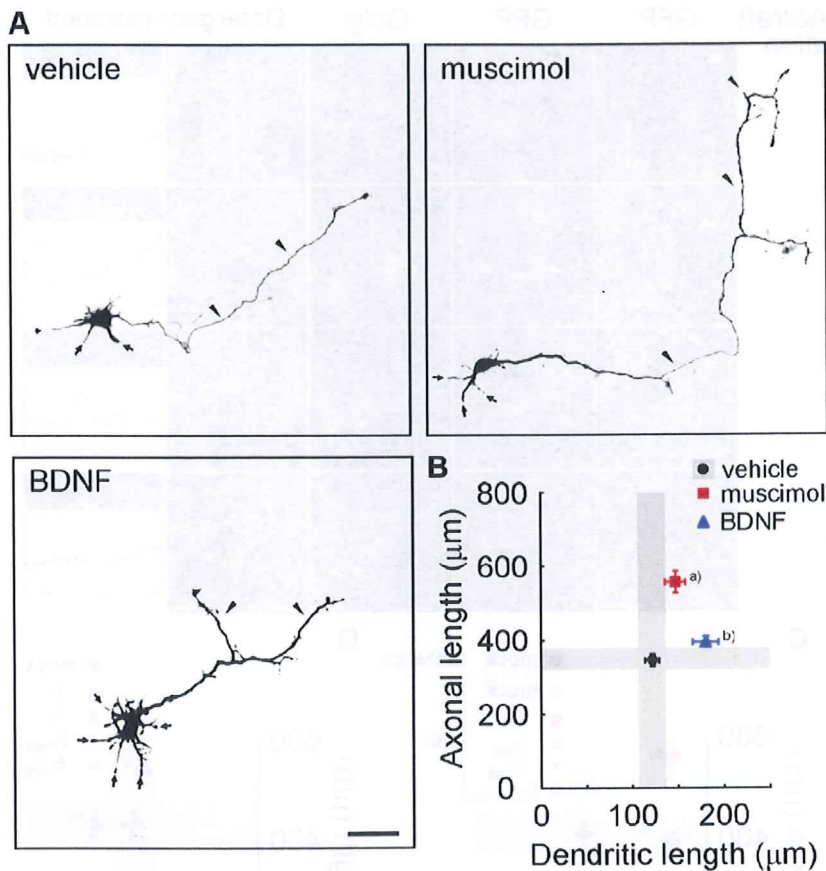 A
vehicle
muscimol
BDNF
B
vehicle
muscimol
BDNF
Axonal length (μm)
800
600
400
200
0
a)
b)
0 100 200
Dendritic length (μm)